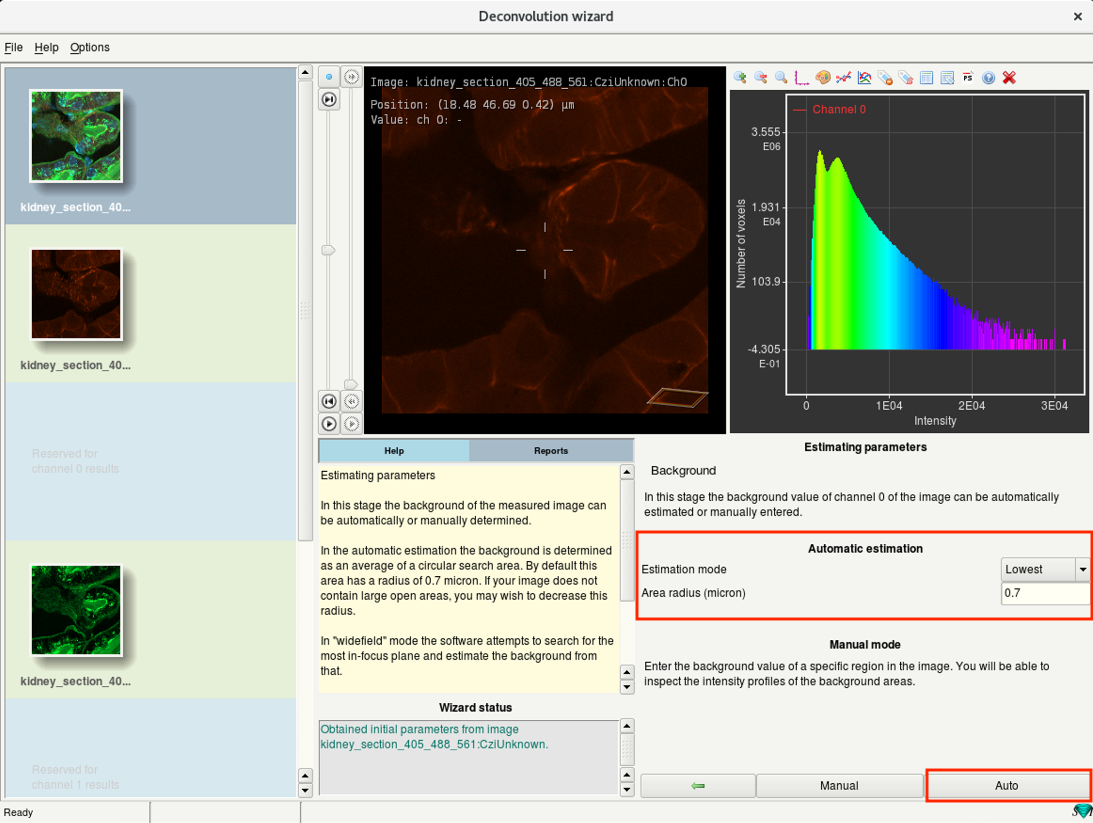 Deconvolution wizard
File Help Options
kidney_section_40...
kidney_section_40...
Reserved for
channel 0 results
kidney_section_40...
Reserved for
channel 1 results
Image: kidney_section_405_488_561:CziUnknown:Ch0
Position: (18.48 46.69 0.42) µm
Value: ch 0: -
PS
Channel 0
3.555
E06
1.931
E04
103.9
-4.305
E-01
Number of voxels
0 1E04 2E04 3E04
Intensity
Help Reports
Estimating parameters
In this stage the background of the measured image can
be automatically or manually determined.
In the automatic estimation the background is determined
as an average of a circular search area. By default this
area has a radius of 0.7 micron. If your image does not
contain large open areas, you may wish to decrease this
radius.
In "widefield" mode the software attempts to search for the
most in-focus plane and estimate the background from
that.
Wizard status
Obtained initial parameters from image
kidney_section_405_488_561:CziUnknown.
Estimating parameters
Background
In this stage the background value of channel 0 of the image can be automatically
estimated or manually entered.
Automatic estimation
Estimation mode Lowest
Area radius (micron) 0.7
Manual mode
Enter the background value of a specific region in the image. You will be able to
inspect the intensity profiles of the background areas.
Manual Auto
Ready